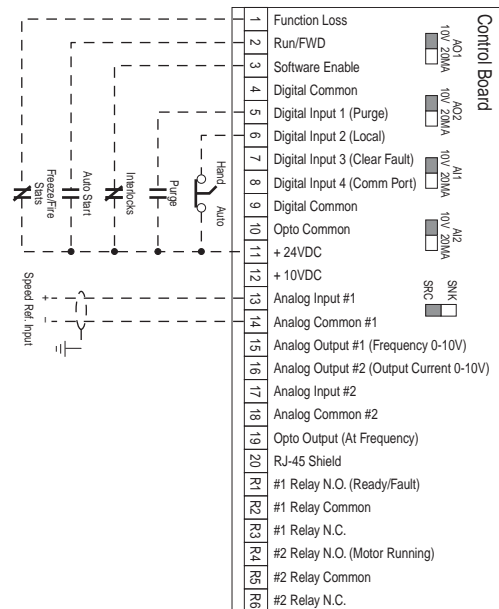 Control Board
1 Function Loss
2 Run/FWD
3 Software Enable
4 Digital Common
5 Digital Input 1 (Purge)
6 Digital Input 2 (Local)
7 Digital Input 3 (Clear Fault)
8 Digital Input 4 (Comm Port)
9 Digital Common
10 Opto Common
11 + 24VDC
12 + 10VDC
13 Analog Input #1
14 Analog Common #1
15 Analog Output #1 (Frequency 0-10V)
16 Analog Output #2 (Output Current 0-10V)
17 Analog Input #2
18 Analog Common #2
19 Opto Output (At Frequency)
20 RJ-45 Shield
R1 #1 Relay N.O. (Ready/Fault)
R2 #1 Relay Common
R3 #1 Relay N.C.
R4 #2 Relay N.O. (Motor Running)
R5 #2 Relay Common
R6 #2 Relay N.C.
AO1
10V 20MA
AO2
10V 20MA
AI1
10V 20MA
AI2
10V 20MA
SNK
SRC
Freeze/Fire
Stats
Auto Start
Interlocks
Purge
Hand
Auto
Speed Ref. Input
+
–